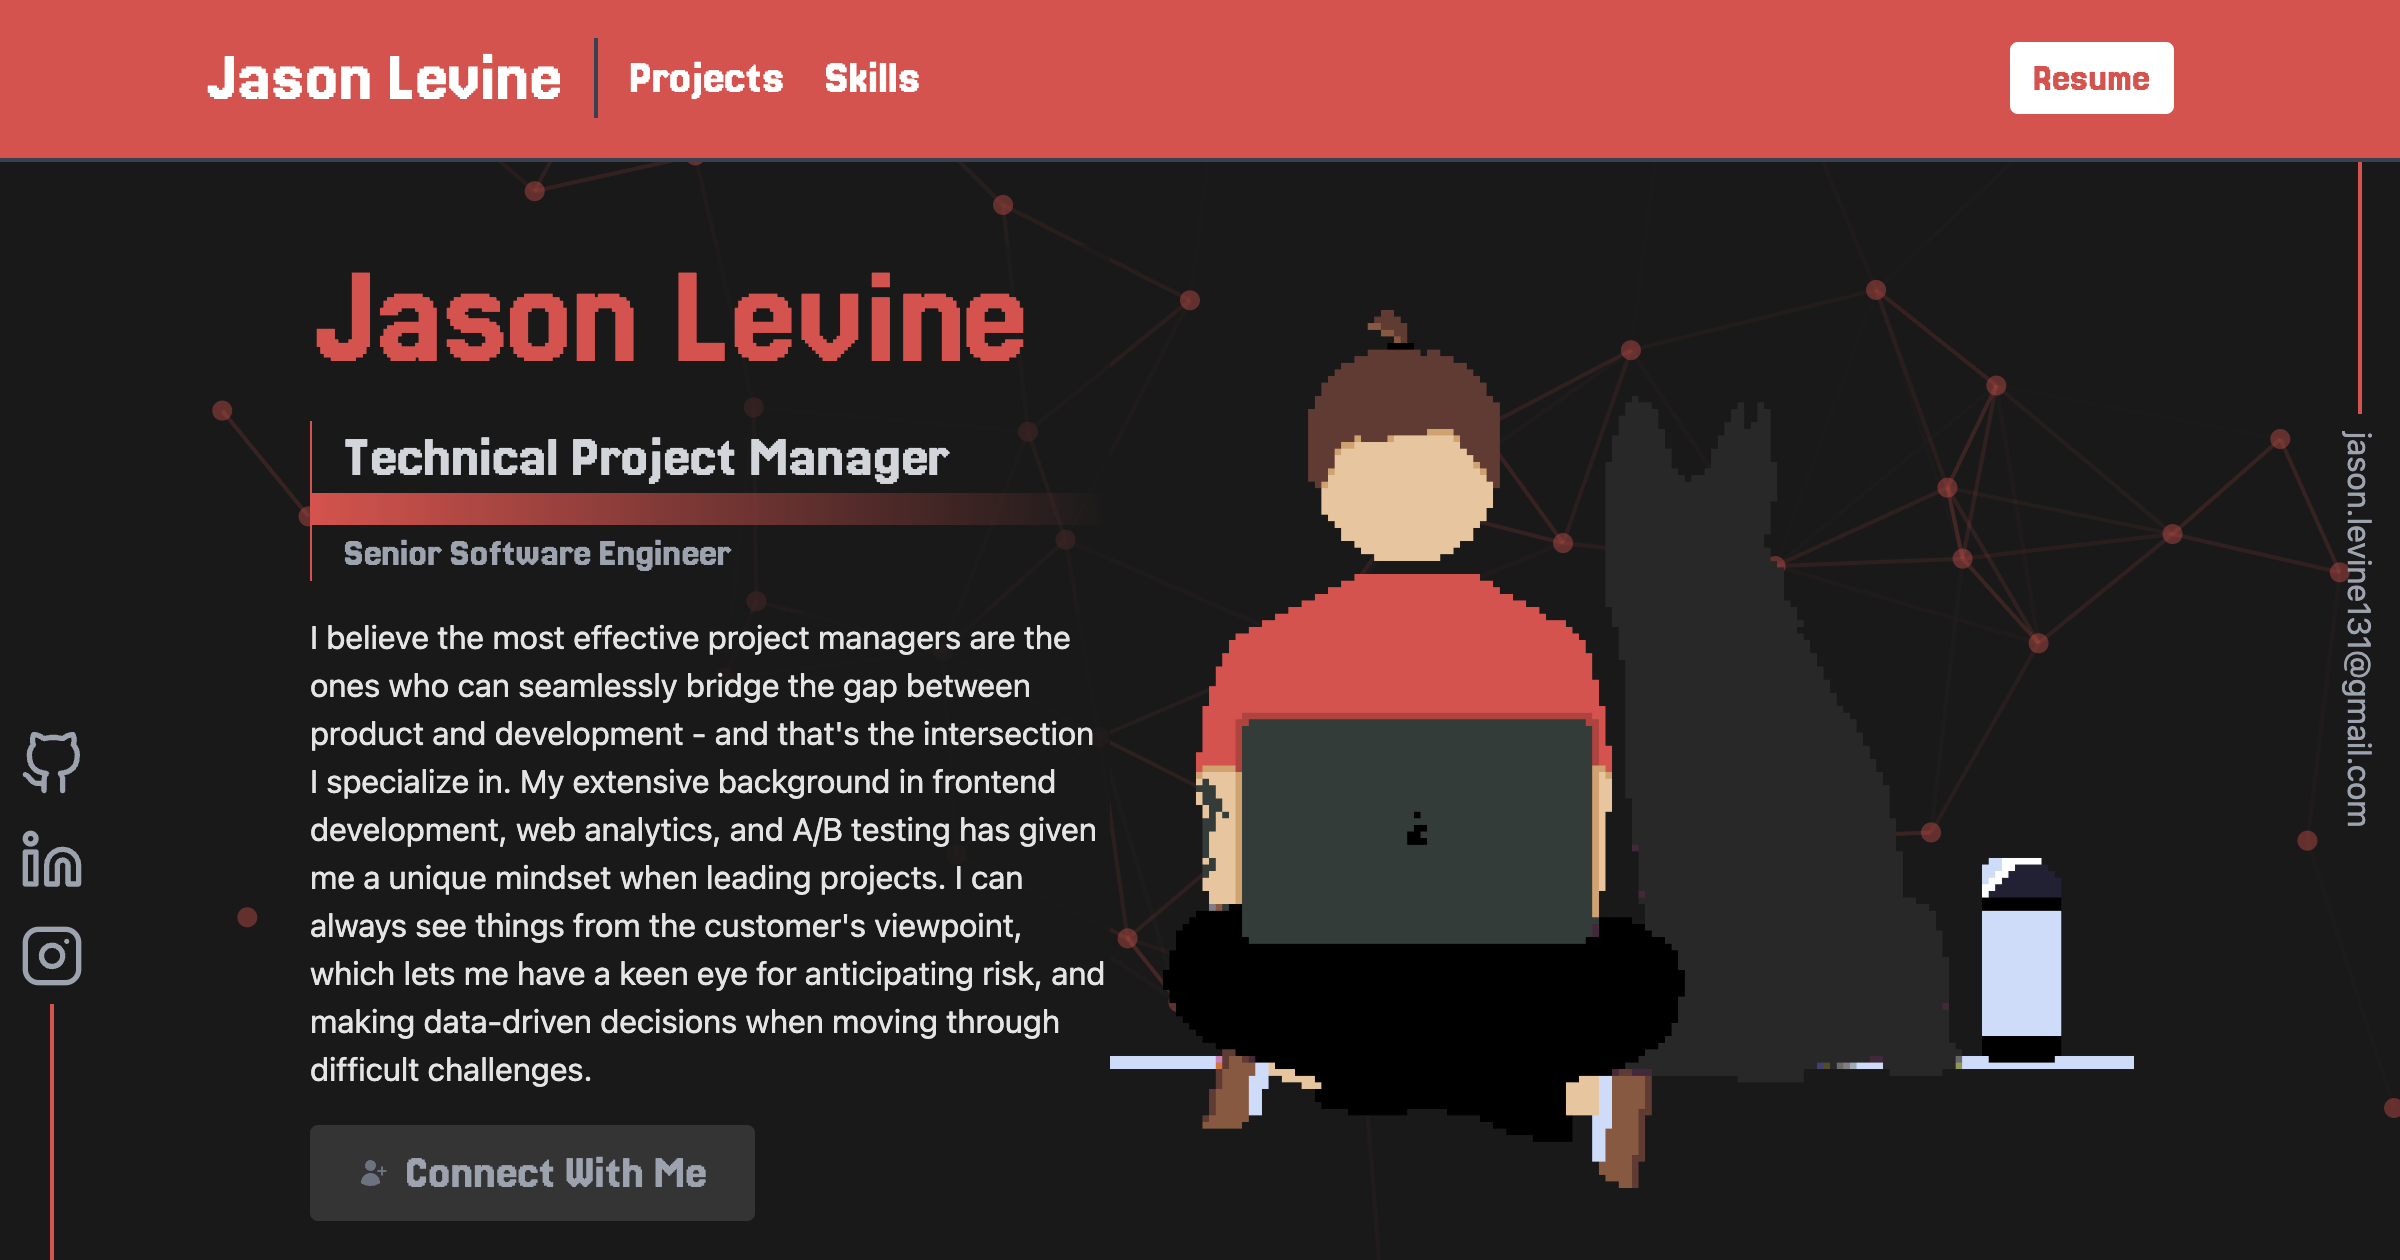 Jason Levine
Projects
Skills
Resume
Jason Levine
Technical Project Manager
Senior Software Engineer
I believe the most effective project managers are the
ones who can seamlessly bridge the gap between
product and development - and that's the intersection
I specialize in. My extensive background in frontend
development, web analytics, and A/B testing has given
me a unique mindset when leading projects. I can
always see things from the customer's viewpoint,
which lets me have a keen eye for anticipating risk, and
making data-driven decisions when moving through
difficult challenges.
Connect With Me
jason.levine131@gmail.com